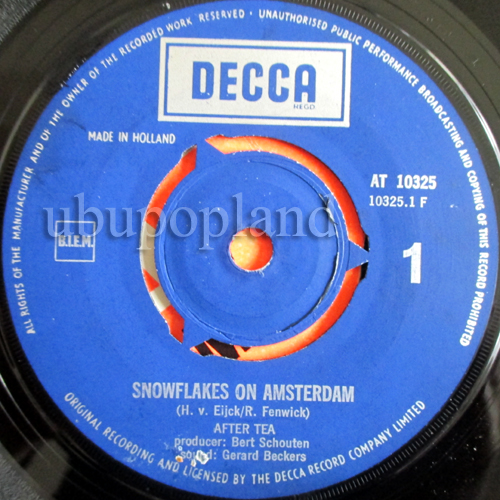 ALL RIGHTS OF THE MANUFACTURER AND OF THE OWNER OF THE RECORDED WORK RESERVED - UNAUTHORISED PUBLIC PERFORMANCE BROADCASTING AND COPYING OF THIS RECORD PROHIBITED
DECCA
REGD
MADE IN HOLLAND
AT 10325
10325.1 F
ubupopland
B.I.E.M.
1
SNOWFLAKES ON AMSTERDAM
(H. v. Eijck/R. Fenwick)
AFTER TEA
producer: Bert Schouten
sound: Gerard Beckers
ORIGINAL RECORDING AND LICENSED BY THE DECCA RECORD COMPANY LIMITED